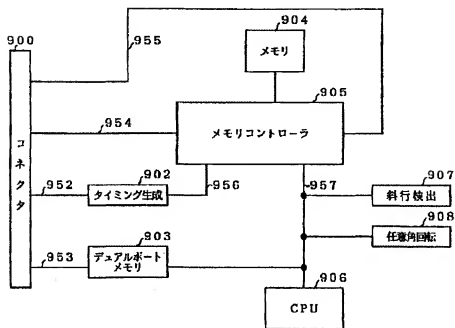 900
955
904
メモリ
905
954
メモリコントローラ
コネクタ
902
956
957
907
952
タイミング生成
斜行検出
908
903
任意角回転
953
デュアルポート
メモリ
906
CPU